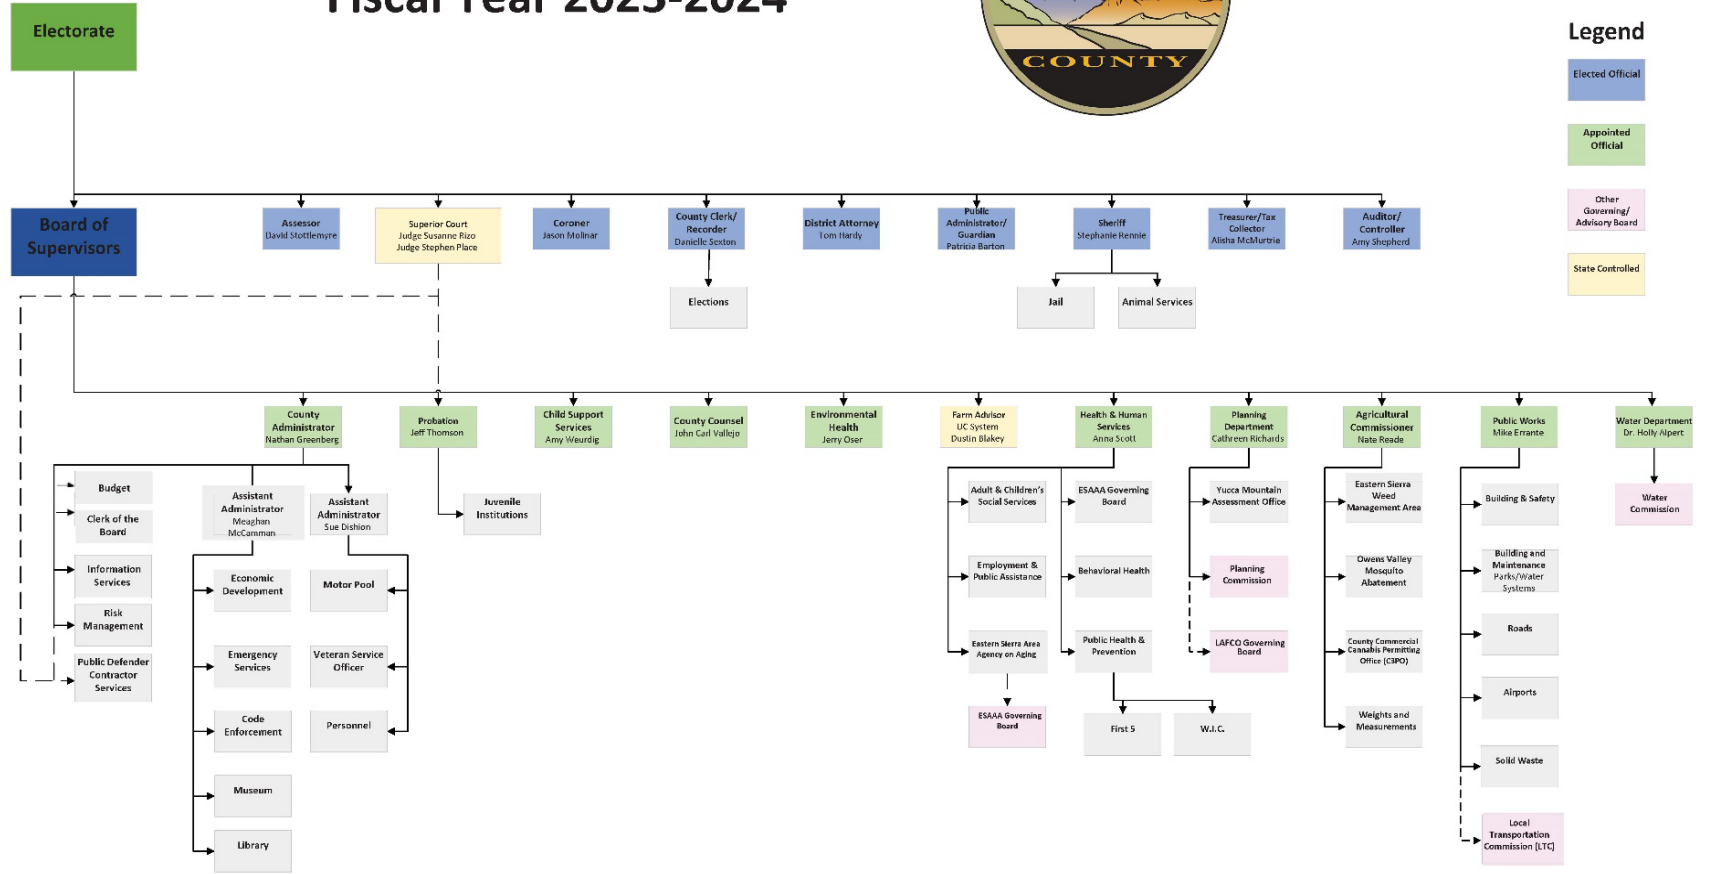 Fiscal Year 2023-2024
COUNTY
Electorate
Legend
Elected Official
Appointed
Official
Other
Governing/
Advisory Board
State Controlled
Board of
Supervisors
Assessor
David Stottlemyre
Superior Court
Judge Susanne Rizo
Judge Stephen Place
Coroner
Jason Molinar
County Clerk/
Recorder
Danielle Sexton
District Attorney
Tom Hardy
Public
Administrator/
Guardian
Patricia Barton
Sheriff
Stephanie Rennie
Treasurer/Tax
Collector
Alisha McMurtrie
Auditor/
Controller
Amy Shepherd
Elections
Jail
Animal Services
County
Administrator
Nathan Greenberg
Probation
Jeff Thomson
Child Support
Services
Amy Weurdig
County Counsel
John Carl Vallejo
Environmental
Health
Jerry Oser
Farm Advisor
UC System
Dustin Blakey
Health & Human
Services
Anna Scott
Planning
Department
Cathreen Richards
Agricultural
Commissioner
Nate Reade
Public Works
Mike Errante
Water Department
Dr. Holly Alpert
Budget
Clerk of the
Board
Information
Services
Risk
Management
Public Defender
Contractor
Services
Assistant
Administrator
Meaghan
McCamman
Economic
Development
Emergency
Services
Code
Enforcement
Museum
Library
Assistant
Administrator
Sue Dishion
Motor Pool
Veteran Service
Officer
Personnel
Juvenile
Institutions
Adult & Children's
Social Services
Employment &
Public Assistance
Eastern Sierra Area
Agency on Aging
ESAAA Governing
Board
ESAAA Governing
Board
Behavioral Health
Public Health &
Prevention
First 5
W.I.C.
Yucca Mountain
Assessment Office
Planning
Commission
LAFCO Governing
Board
Eastern Sierra
Weed
Management Area
Owens Valley
Mosquito
Abatement
County Commercial
Cannabis Permitting
Office (C3PO)
Weights and
Measurements
Building & Safety
Building and
Maintenance
Parks/Water
Systems
Roads
Airports
Solid Waste
Local
Transportation
Commission (LTC)
Water
Commission